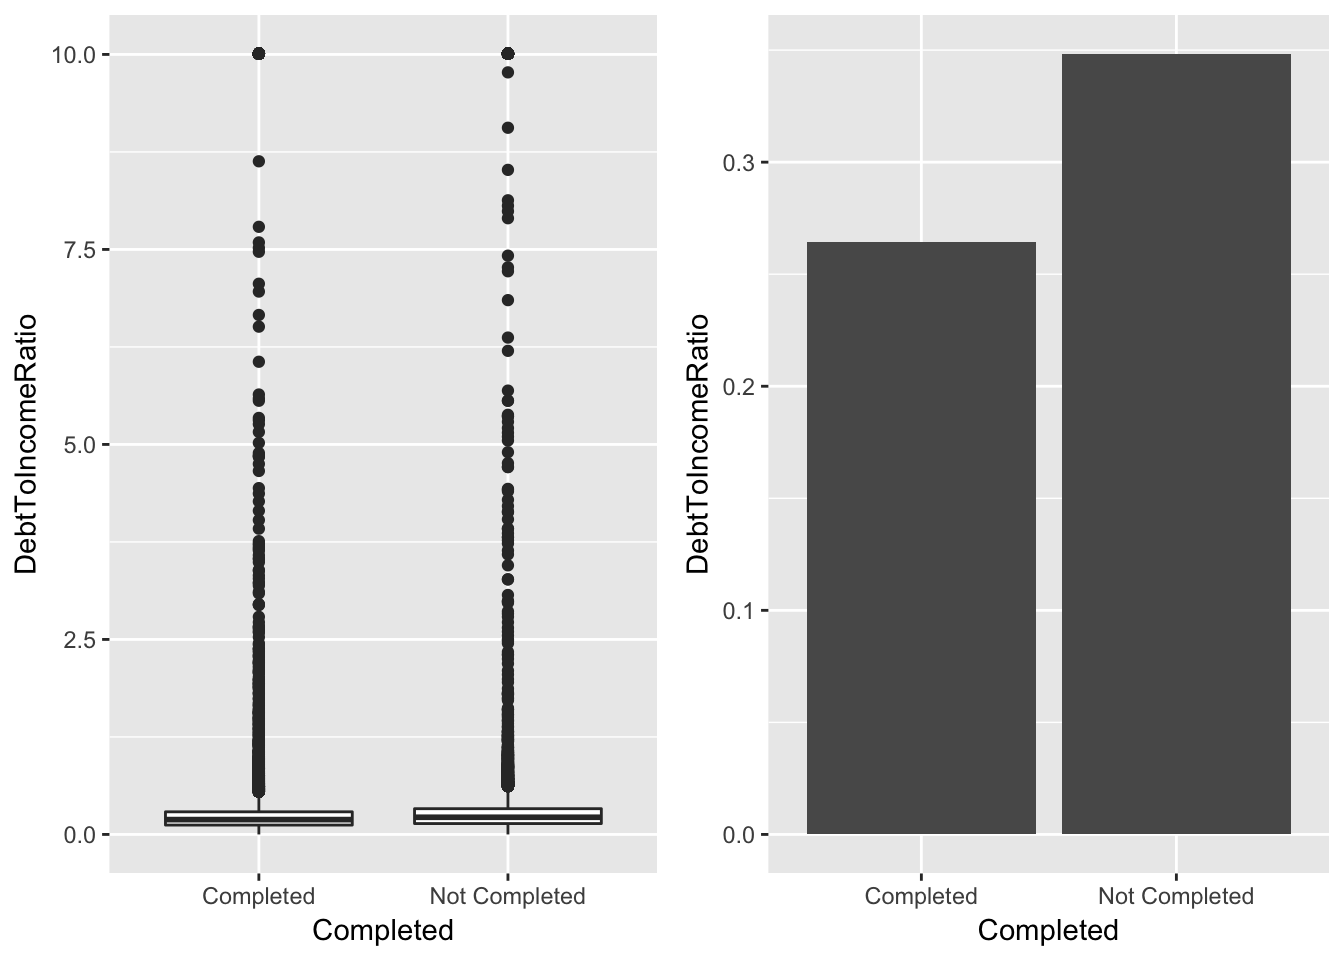 DebtToIncomeRatio
10.0
7.5
5.0
2.5
0.0
Completed
Not Completed
Completed
DebtToIncomeRatio
0.3
0.2
0.1
0.0
Completed
Not Completed
Completed